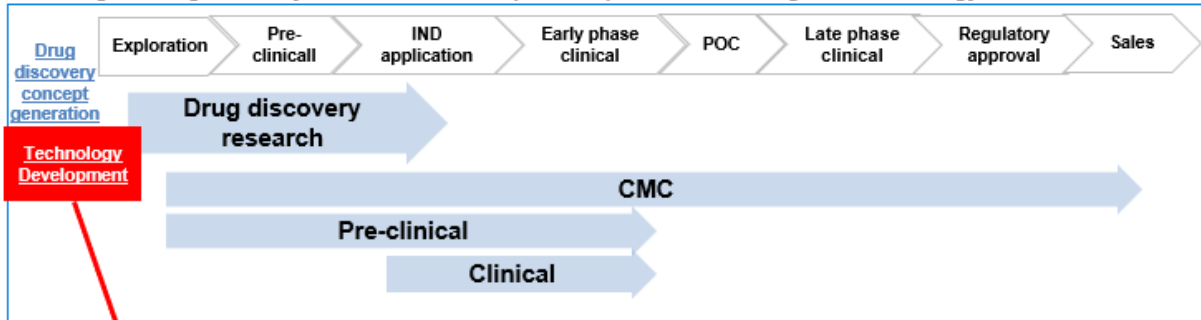 Drug
discovery
concept
generation
Exploration
Pre-
clinicall
IND
application
Early phase
clinical
POC
Late phase
clinical
Regulatory
approval
Sales
Drug discovery
research
Technology
Development
CMC
Pre-clinical
Clinical